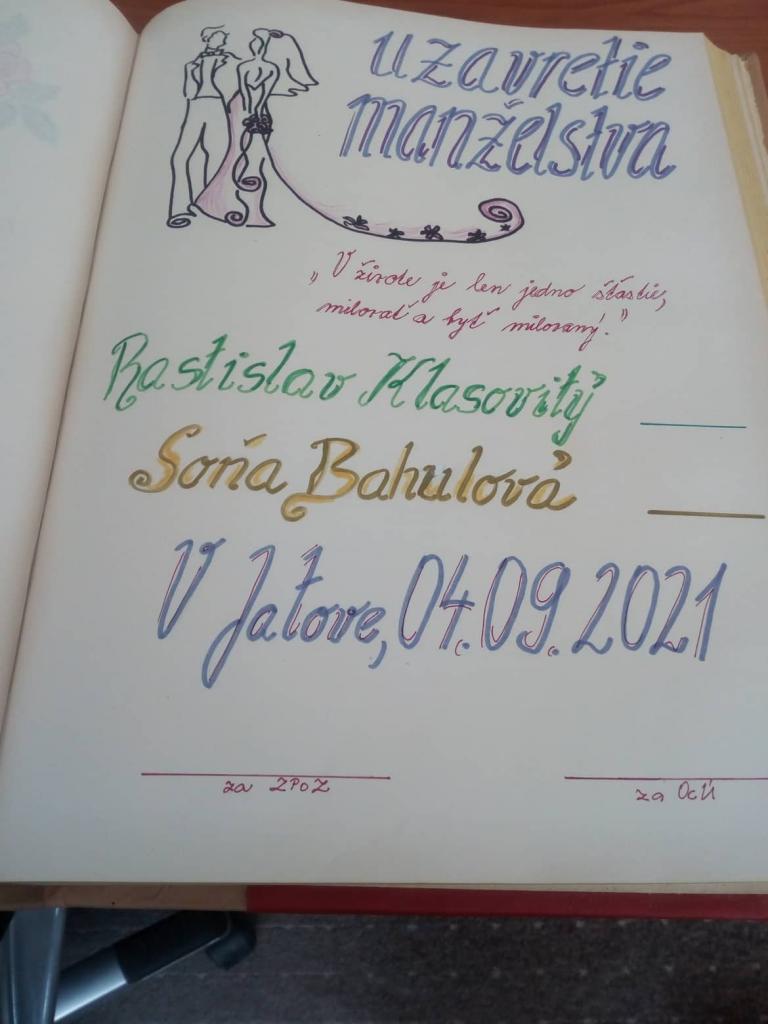 uzavretie
manželstva
„V živote je len jedno šťastie,
milovať a byť milovaný."
Rastislav Klasovitý
Soňa Bahulová
V Jatove, 04.09.2021
za ZPOZ
za OcÚ